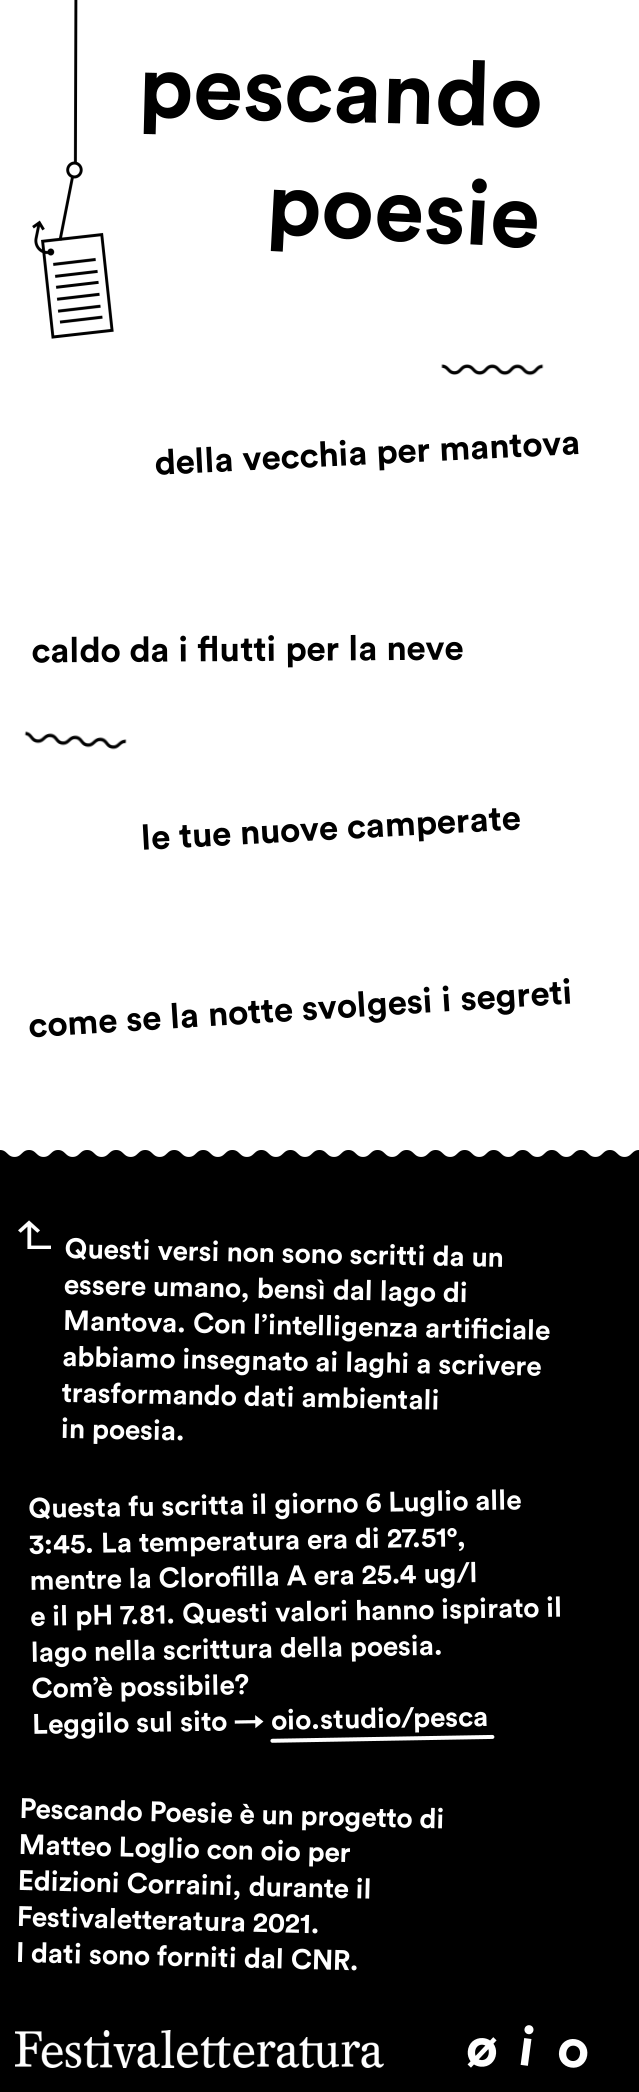 pescando
poesie
della vecchia per mantova
caldo da i flutti per la neve
le tue nuove camperate
come se la notte svolgesi i segreti
Questi versi non sono scritti da un
essere umano, bensì dal lago di
Mantova. Con l’intelligenza artificiale
abbiamo insegnato ai laghi a scrivere
trasformando dati ambientali
in poesia.
Questa fu scritta il giorno 6 Luglio alle
3:45. La temperatura era di 27.51°,
mentre la Clorofilla A era 25.4 ug/l
e il pH 7.81. Questi valori hanno ispirato il
lago nella scrittura della poesia.
Com’è possibile?
Leggilo sul sito → oio.studio/pesca
Pescando Poesie è un progetto di
Matteo Loglio con oio per
Edizioni Corraini, durante il
Festivaletteratura 2021.
I dati sono forniti dal CNR.
Festivaletteratura
øio